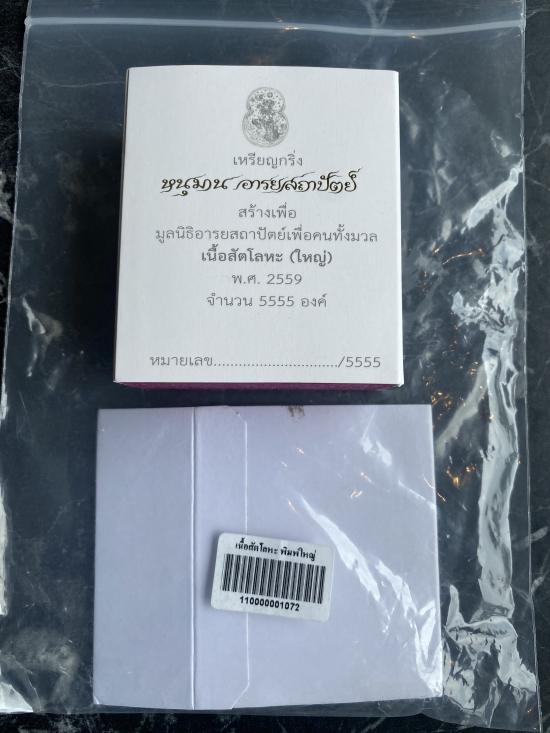 เหรียญกริ่ง
หนุมาน อารยสถาปัตย์
สร้างเพื่อ
มูลนิธิอารยสถาปัตย์เพื่อคนทั้งมวล
เนื้อสัตโลหะ (ใหญ่)
พ.ศ. 2559
จำนวน 5555 องค์
หมายเลข............................../5555
เนื้อสัตโลหะ พิมพ์ใหญ่
110000001072